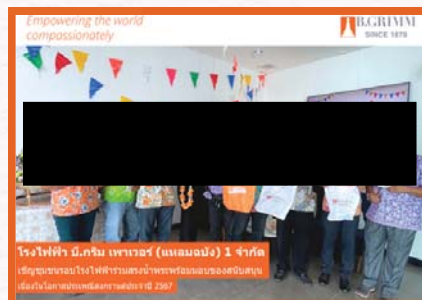 Empowering the world
compassionately
B.GRIMM
SINCE 1878
โรงไฟฟ้า บี.กริม เพาเวอร์ (แหลมฉบัง) 1 จำกัด
เชิญชุมชนรอบโรงไฟฟ้าร่วมสรงน้ำพระพร้อมมอบของสนับสนุน
เนื่องในโอกาสประเพณีสงกรานต์ประจำปี 2567